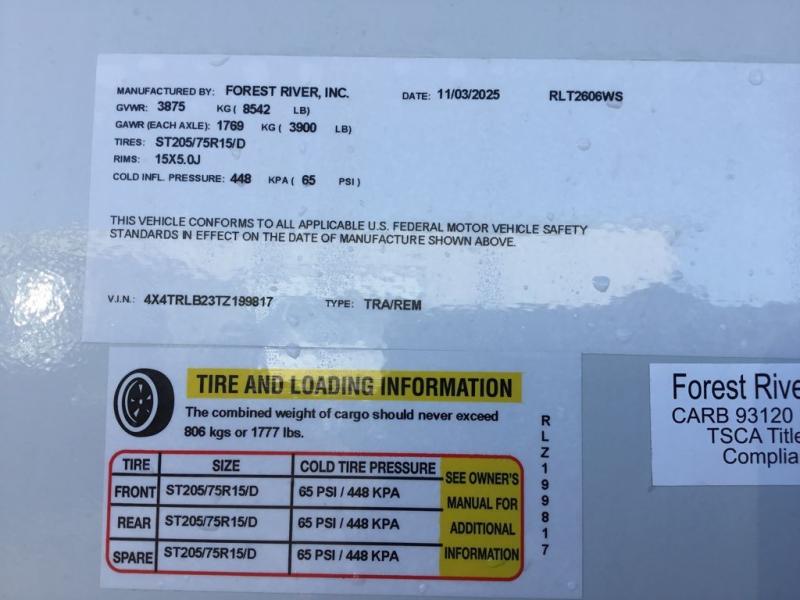 MANUFACTURED BY: FOREST RIVER, INC. DATE: 11/03/2025 RLT2606WS
GVWR: 3875 KG( 8542 LB)
GAWR (EACH AXLE): 1769 KG ( 3900 LB)
TIRES: ST205/75R15/D
RIMS: 15X5.0J
COLD INFL. PRESSURE: 448 KPA( 65 PSI )
THIS VEHICLE CONFORMS TO ALL APPLICABLE U.S. FEDERAL MOTOR VEHICLE SAFETY
STANDARDS IN EFFECT ON THE DATE OF MANUFACTURE SHOWN ABOVE.
V.I.N.: 4X4TRLB23TZ199817 TYPE: TRA/REM
TIRE AND LOADING INFORMATION
The combined weight of cargo should never exceed
806 kgs or 1777 lbs.
TIRE SIZE COLD TIRE PRESSURE
FRONT ST205/75R15/D 65 PSI / 448 KPA
REAR ST205/75R15/D 65 PSI / 448 KPA
SPARE ST205/75R15/D 65 PSI / 448 KPA
SEE OWNER'S
MANUAL FOR
ADDITIONAL
INFORMATION
RLZ199817
Forest Rive
CARB 93120
TSCA Title
Complia